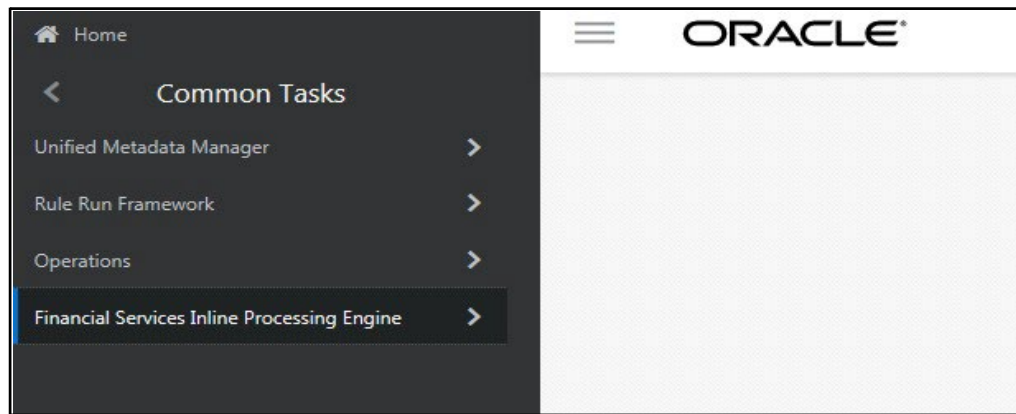 Home
ORACLE®
Common Tasks
Unified Metadata Manager
Rule Run Framework
Operations
Financial Services Inline Processing Engine